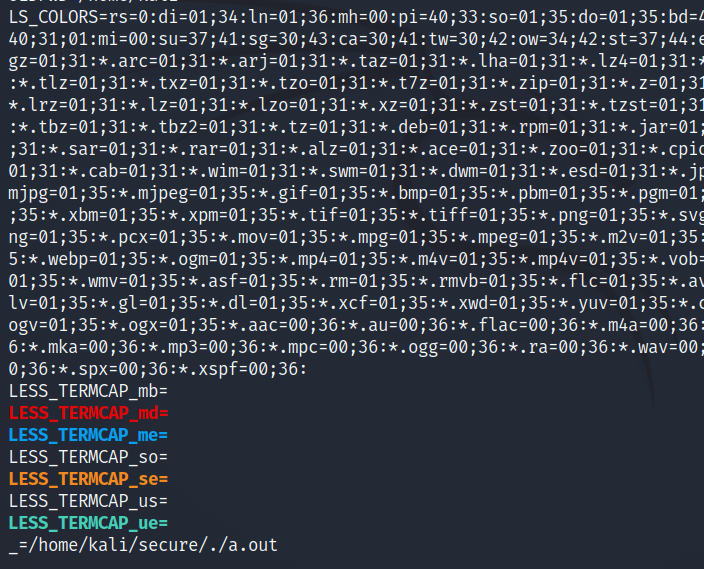 LS_COLORS=rs=0:di=01;34:ln=01;36:mh=00:pi=40;33:so=01;35:do=01;35:bd=
40;31;01:mi=00:su=37;41:sg=30;43:ca=30;41:tw=30;42:ow=34;42:st=37;44:e
gz=01;31:*.arc=01;31:*.arj=01;31:*.taz=01;31:*.lha=01;31:*.lz4=01;31:*
:*.tlz=01;31:*.txz=01;31:*.tzo=01;31:*.t7z=01;31:*.zip=01;31:*.z=01;31
*.lrz=01;31:*.lz=01;31:*.lzo=01;31:*.xz=01;31:*.zst=01;31:*.tzst=01;31
:*.tbz=01;31:*.tbz2=01;31:*.tz=01;31:*.deb=01;31:*.rpm=01;31:*.jar=01;
;31:*.sar=01;31:*.rar=01;31:*.alz=01;31:*.ace=01;31:*.zoo=01;31:*.cpio
01;31:*.cab=01;31:*.wim=01;31:*.swm=01;31:*.dwm=01;31:*.esd=01;31:*.jp
mjpg=01;35:*.mjpeg=01;35:*.gif=01;35:*.bmp=01;35:*.pbm=01;35:*.pgm=01;
;35:*.xbm=01;35:*.xpm=01;35:*.tif=01;35:*.tiff=01;35:*.png=01;35:*.svg
ng=01;35:*.pcx=01;35:*.mov=01;35:*.mpg=01;35:*.mpeg=01;35:*.m2v=01;35:
5:*.webp=01;35:*.ogm=01;35:*.mp4=01;35:*.m4v=01;35:*.mp4v=01;35:*.vob=
01;35:*.wmv=01;35:*.asf=01;35:*.rm=01;35:*.rmvb=01;35:*.flc=01;35:*.av
lv=01;35:*.gl=01;35:*.dl=01;35:*.xcf=01;35:*.xwd=01;35:*.yuv=01;35:*.c
ogv=01;35:*.ogx=01;35:*.aac=00;36:*.au=00;36:*.flac=00;36:*.m4a=00;36:
6:*.mka=00;36:*.mp3=00;36:*.mpc=00;36:*.ogg=00;36:*.ra=00;36:*.wav=00;
0;36:*.spx=00;36:*.xspf=00;36:
LESS_TERMCAP_mb=
LESS_TERMCAP_md=
LESS_TERMCAP_me=
LESS_TERMCAP_so=
LESS_TERMCAP_se=
LESS_TERMCAP_us=
LESS_TERMCAP_ue=
_=/home/kali/secure/./a.out